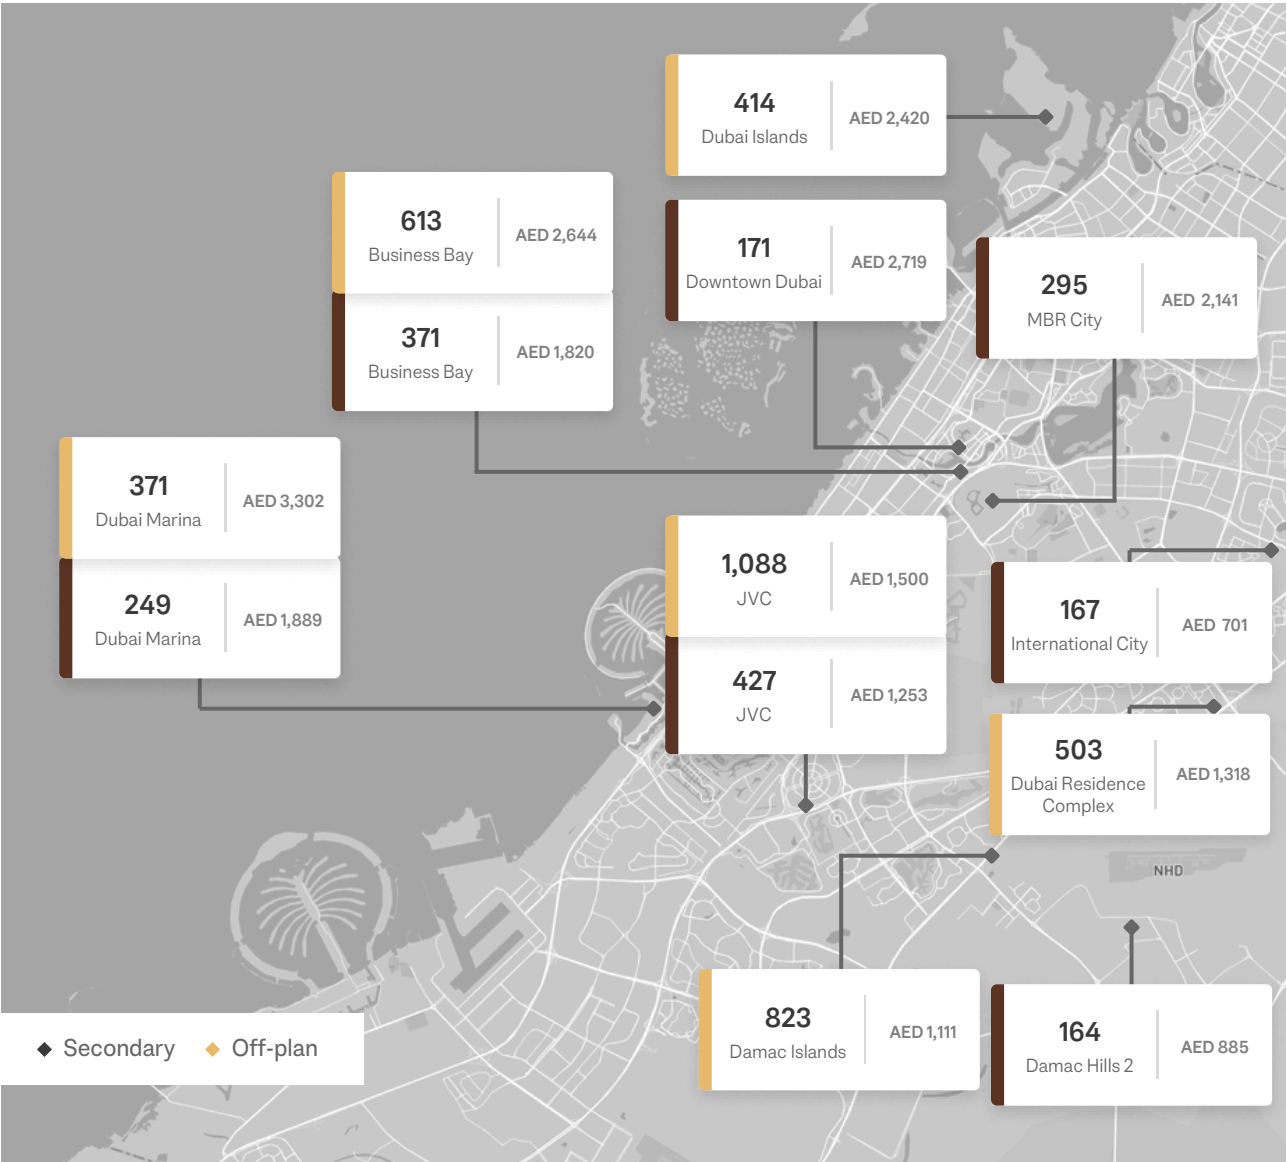 414
Dubai Islands
AED 2,420
613
Business Bay
AED 2,644
171
Downtown Dubai
AED 2,719
295
MBR City
AED 2,141
371
Business Bay
AED 1,820
371
Dubai Marina
AED 3,302
1,088
JVC
AED 1,500
249
Dubai Marina
AED 1,889
167
International City
AED 701
427
JVC
AED 1,253
503
Dubai Residence
Complex
AED 1,318
NHD
823
Damac Islands
AED 1,111
164
Damac Hills 2
AED 885
Secondary
Off-plan